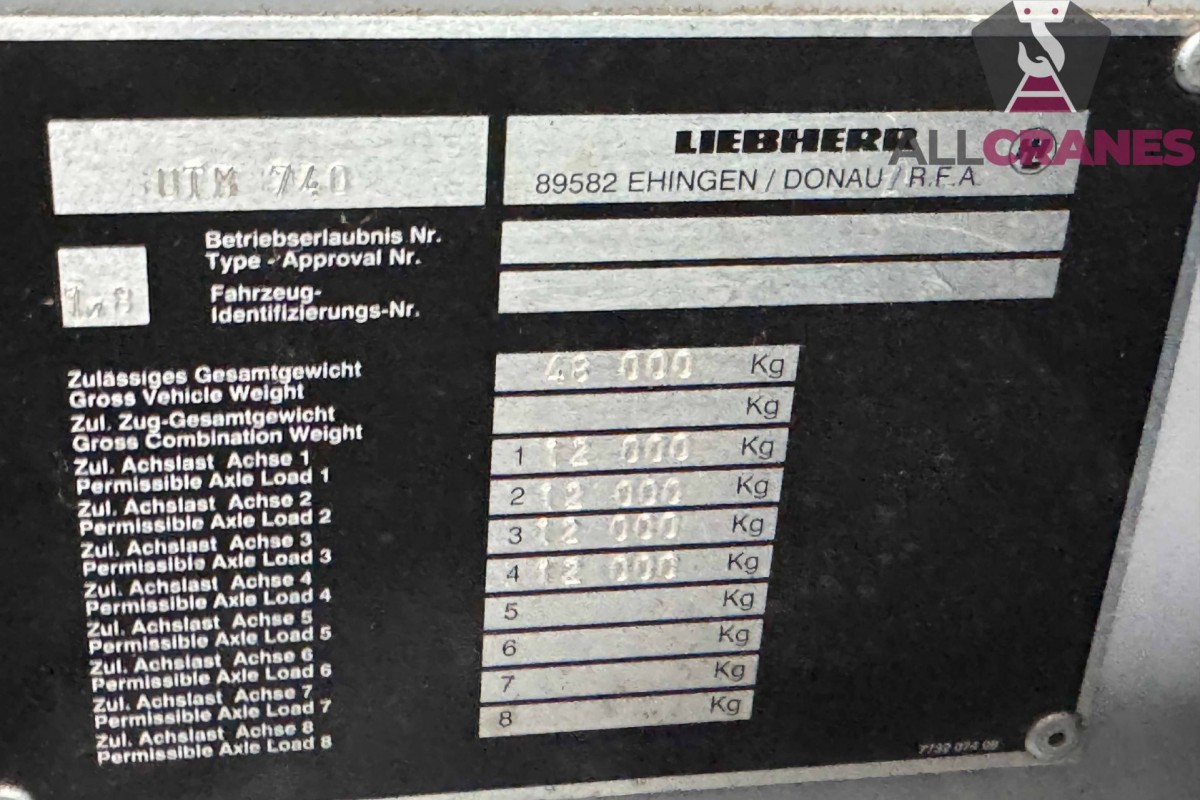 ALLCRANES
UTM 740
LIEBHERR
89582 EHINGEN / DONAU / R.F.A.
Betriebserlaubnis Nr.
Type - Approval Nr.
Fahrzeug-
Identifizierungs-Nr.
Zulässiges Gesamtgewicht
Gross Vehicle Weight
48 000 Kg
Zul. Zug-Gesamtgewicht
Gross Combination Weight
Kg
Zul. Achslast Achse 1
Permissible Axle Load 1
1 12 000 Kg
Zul. Achslast Achse 2
Permissible Axle Load 2
2 12 000 Kg
Zul. Achslast Achse 3
Permissible Axle Load 3
3 12 000 Kg
Zul. Achslast Achse 4
Permissible Axle Load 4
4 12 000 Kg
Zul. Achslast Achse 5
Permissible Axle Load 5
5 Kg
Zul. Achslast Achse 6
Permissible Axle Load 6
6 Kg
Zul. Achslast Achse 7
Permissible Axle Load 7
7 Kg
Zul. Achslast Achse 8
Permissible Axle Load 8
8 Kg